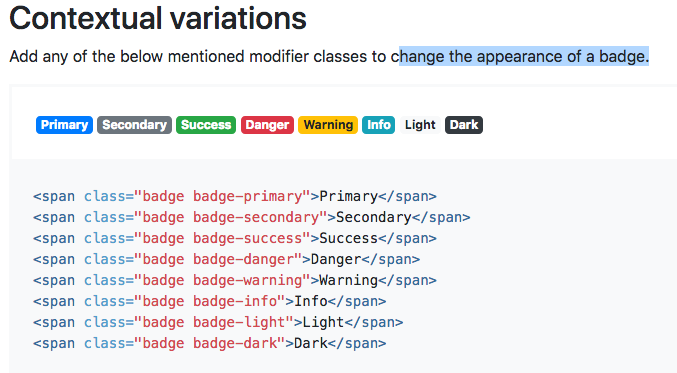 Contextual variations
Add any of the below mentioned modifier classes to change the appearance of a badge.
Primary Secondary Success Danger Warning Info Light Dark
<span class="badge badge-primary">Primary</span>
<span class="badge badge-secondary">Secondary</span>
<span class="badge badge-success">Success</span>
<span class="badge badge-danger">Danger</span>
<span class="badge badge-warning">Warning</span>
<span class="badge badge-info">Info</span>
<span class="badge badge-light">Light</span>
<span class="badge badge-dark">Dark</span>